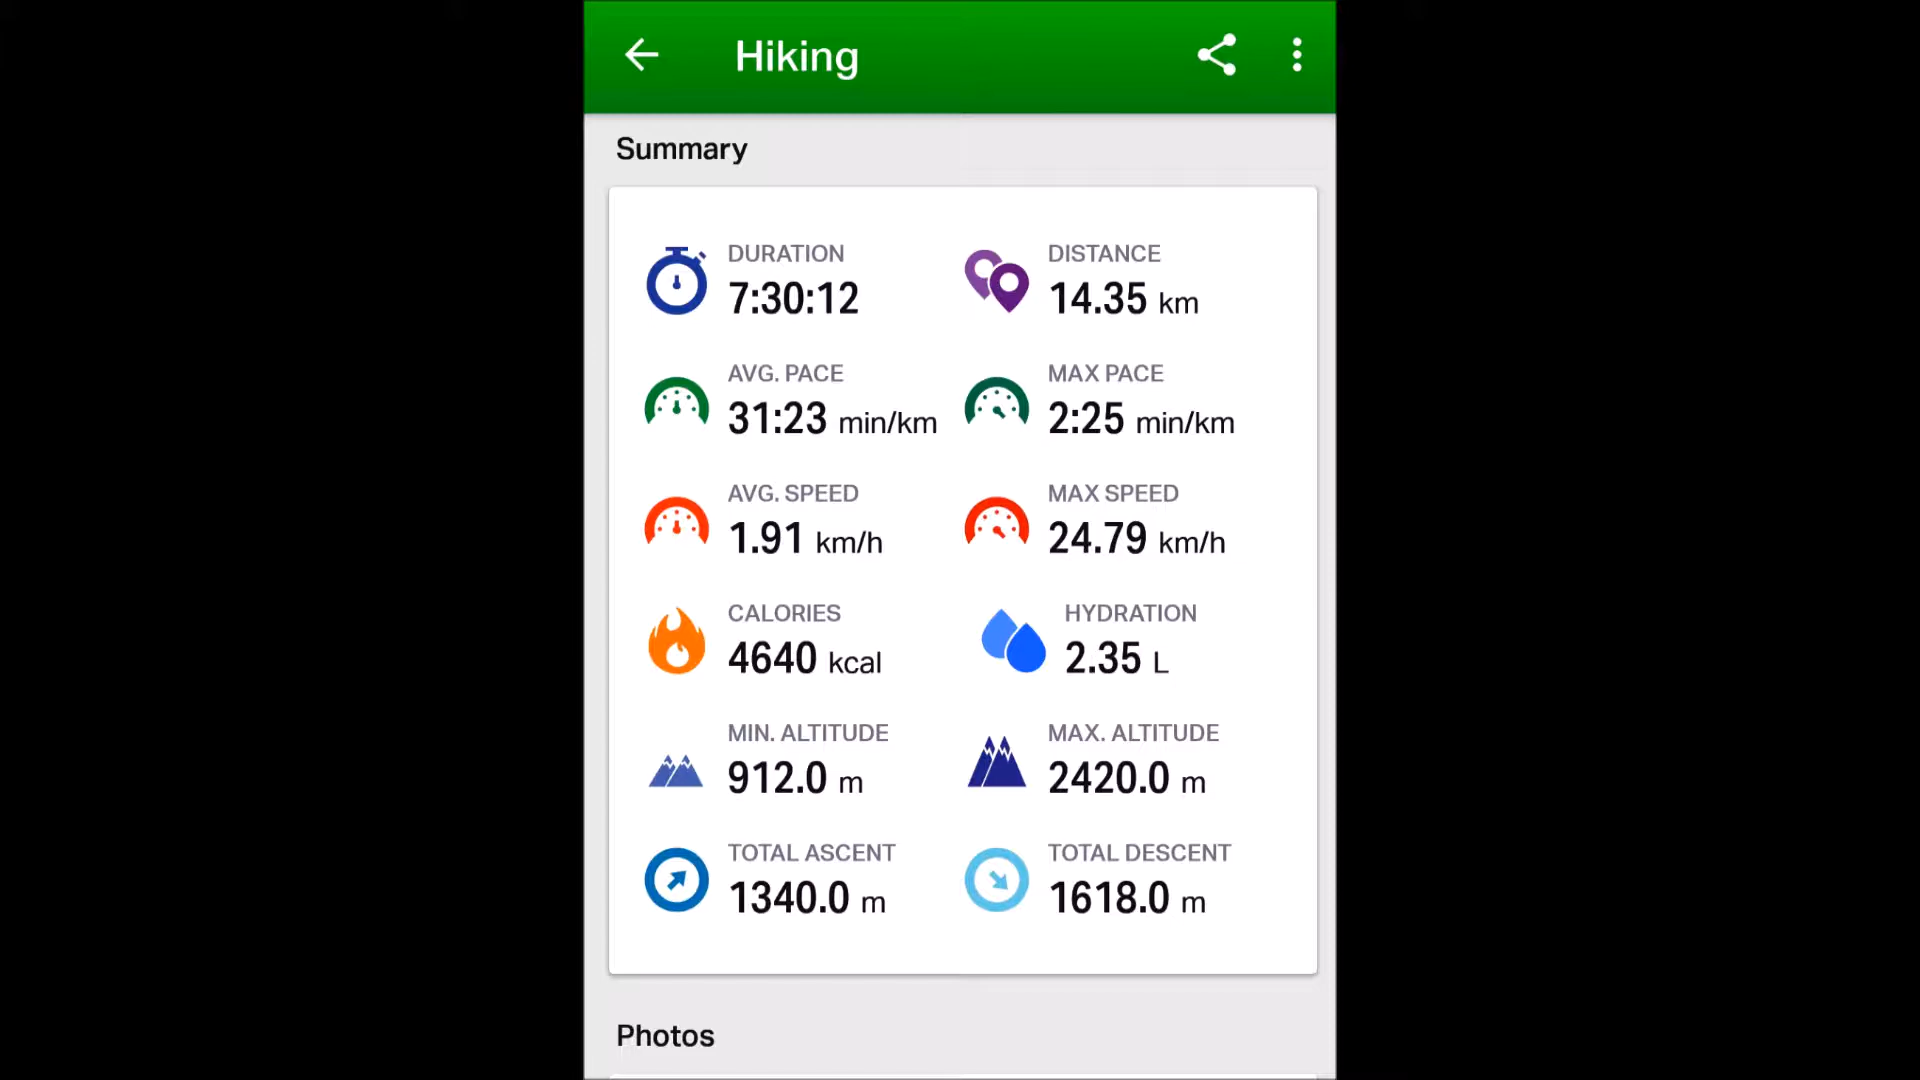 Hiking
Summary
DURATION
7:30:12
DISTANCE
14.35 km
AVG. PACE
31:23 min/km
MAX PACE
2:25 min/km
AVG. SPEED
1.91 km/h
MAX SPEED
24.79 km/h
CALORIES
4640 kcal
HYDRATION
2.35 L
MIN. ALTITUDE
912.0 m
MAX. ALTITUDE
2420.0 m
TOTAL ASCENT
1340.0 m
TOTAL DESCENT
1618.0 m
Photos